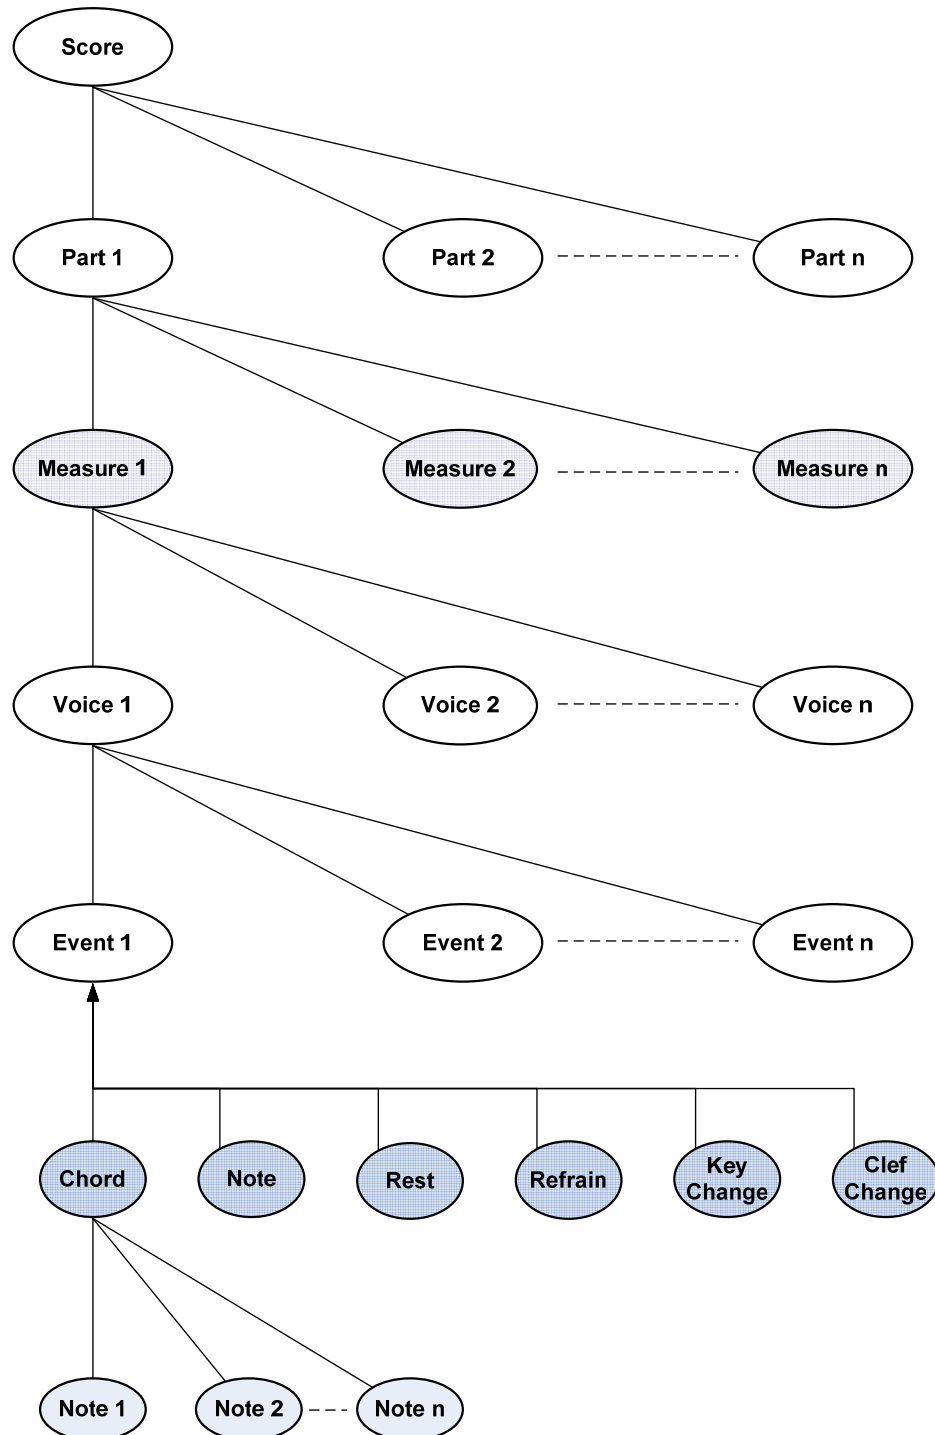 Score
Part 1
Part 2
Part n
Measure 1
Measure 2
Measure n
Voice 1
Voice 2
Voice n
Event 1
Event 2
Event n
Chord
Note
Rest
Refrain
Key
Change
Clef
Change
Note 1
Note 2
Note n